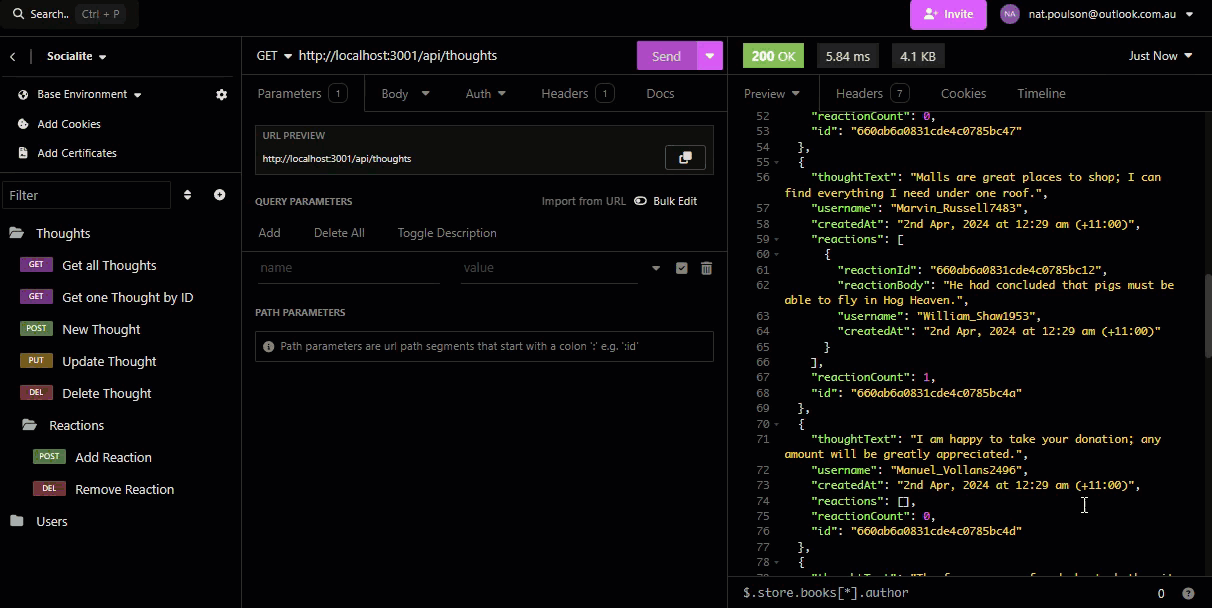 Search.. Ctrl + P
Invite NA nat.poulson@outlook.com.au
Socialite
Base Environment
Add Cookies
Add Certificates
Filter
Thoughts
GET Get all Thoughts
GET Get one Thought by ID
POST New Thought
PUT Update Thought
DEL Delete Thought
Reactions
POST Add Reaction
DEL Remove Reaction
Users
GET http://localhost:3001/api/thoughts Send
Parameters 1 Body Auth Headers 1 Docs
URL PREVIEW
http://localhost:3001/api/thoughts
QUERY PARAMETERS Import from URL Bulk Edit
Add Delete All Toggle Description
name value
PATH PARAMETERS
Path parameters are url path segments that start with a colon ':' e.g. ':id'
200 OK 5.84 ms 4.1 KB Just Now
Preview Headers 7 Cookies Timeline
52 "reactionCount": 0,
53 "id": "660ab6a0831cde4c0785bc47"
54 },
55 {
56 "thoughtText": "Malls are great places to shop; I can
find everything I need under one roof.",
57 "username": "Marvin_Russell7483",
58 "createdAt": "2nd Apr, 2024 at 12:29 am (+11:00)",
59 "reactions": [
60 {
61 "reactionId": "660ab6a0831cde4c0785bc12",
62 "reactionBody": "He had concluded that pigs must be
able to fly in Hog Heaven.",
63 "username": "William_Shaw1953",
64 "createdAt": "2nd Apr, 2024 at 12:29 am (+11:00)"
65 }
66 ],
67 "reactionCount": 1,
68 "id": "660ab6a0831cde4c0785bc4a"
69 },
70 {
71 "thoughtText": "I am happy to take your donation; any
amount will be greatly appreciated.",
72 "username": "Manuel_Vollans2496",
73 "createdAt": "2nd Apr, 2024 at 12:29 am (+11:00)",
74 "reactions": [],
75 "reactionCount": 0,
76 "id": "660ab6a0831cde4c0785bc4d"
77 },
78 {
$.store.books[*].author 0